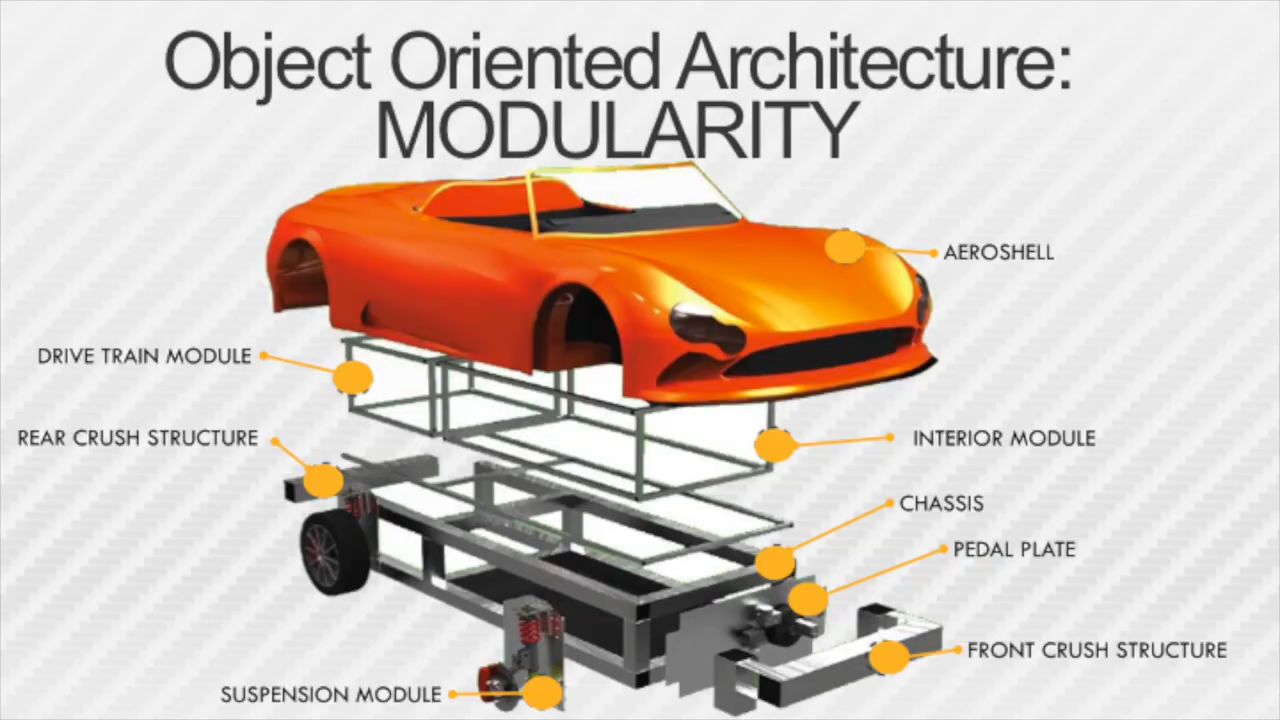 Object Oriented Architecture:
MODULARITY
AEROSHELL
DRIVE TRAIN MODULE
REAR CRUSH STRUCTURE
INTERIOR MODULE
CHASSIS
PEDAL PLATE
FRONT CRUSH STRUCTURE
SUSPENSION MODULE